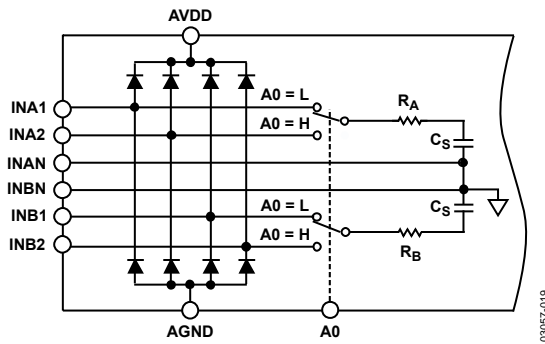 AVDD
INA1
INA2
INAN
INBN
INB1
INB2
A0 = L
A0 = H
A0 = L
A0 = H
RA
CS
CS
RB
AGND
A0
03057-019